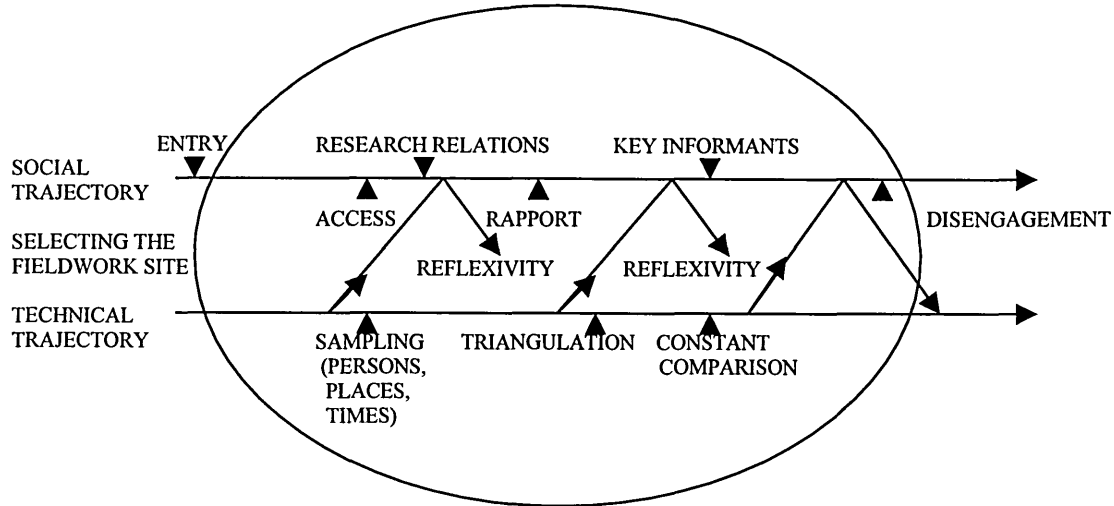 ENTRY
RESEARCH RELATIONS
KEY INFORMANTS
SOCIAL
TRAJECTORY
ACCESS
RAPPORT
DISENGAGEMENT
SELECTING THE
FIELDWORK SITE
REFLEXIVITY
REFLEXIVITY
TECHNICAL
TRAJECTORY
SAMPLING
(PERSONS,
PLACES,
TIMES)
TRIANGULATION
CONSTANT
COMPARISON